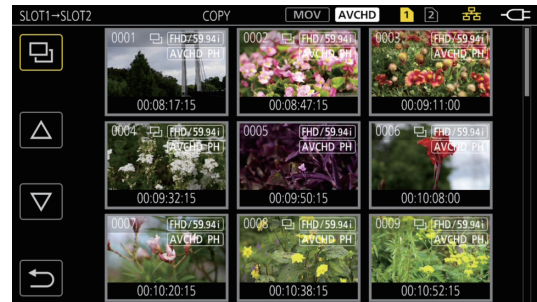 SLOT1→SLOT2 COPY MOV AVCHD 1 2
0001 FHD/59.94i 0002 FHD/59.94i 0003 FHD/59.94i
AVCHD PH AVCHD PH AVCHD PH
00:08:17:15 00:08:47:15 00:09:11:00
0004 FHD/59.94i 0005 FHD/59.94i 0006 FHD/59.94i
AVCHD PH AVCHD PH AVCHD PH
00:09:32:15 00:09:50:15 00:10:08:00
0007 FHD/59.94i 0008 FHD/59.94i 0009 FHD/59.94i
AVCHD PH AVCHD PH AVCHD PH
00:10:20:15 00:10:38:15 00:10:52:15